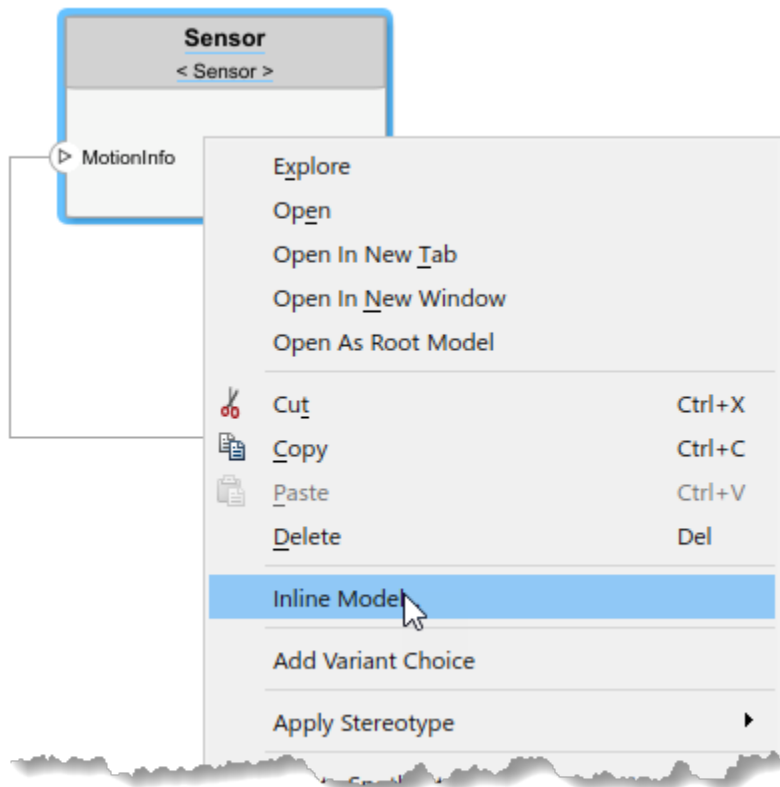 Sensor
< Sensor >
MotionInfo
Explore
Open
Open In New Tab
Open In New Window
Open As Root Model
Cut Ctrl+X
Copy Ctrl+C
Paste Ctrl+V
Delete Del
Inline Model
Add Variant Choice
Apply Stereotype